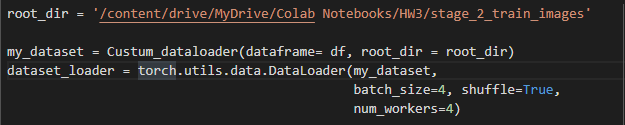 root_dir = '/content/drive/MyDrive/Colab Notebooks/HW3/stage_2_train_images'
my_dataset = Custum_dataloader(dataframe= df, root_dir = root_dir)
dataset_loader = torch.utils.data.DataLoader(my_dataset,
batch_size=4, shuffle=True,
num_workers=4)